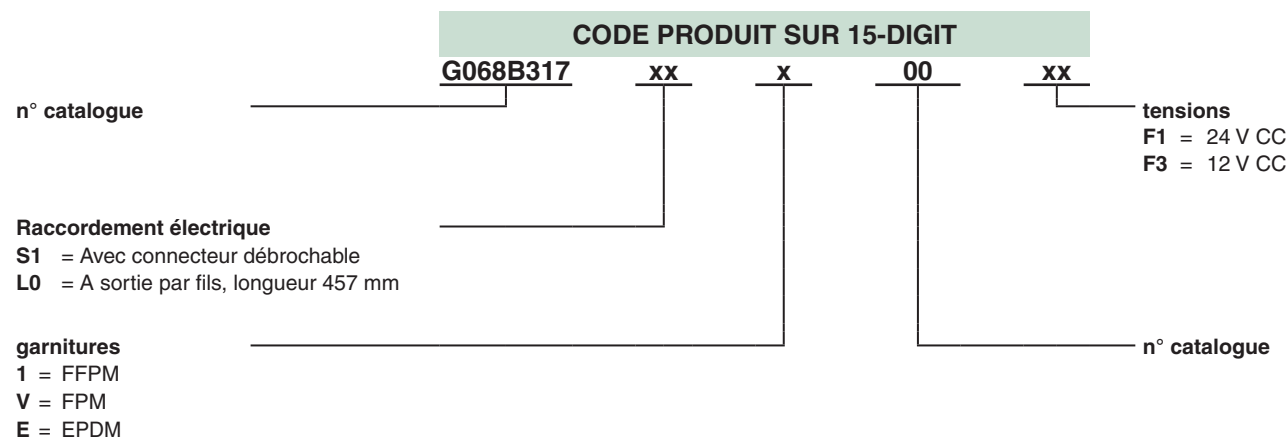 CODE PRODUIT SUR 15-DIGIT
G068B317 xx x 00 xx
n° catalogue
tensions
F1 = 24 V CC
F3 = 12 V CC
Raccordement électrique
S1 = Avec connecteur débrochable
L0 = A sortie par fils, longueur 457 mm
garnitures
1 = FFPM
V = FPM
E = EPDM
n° catalogue